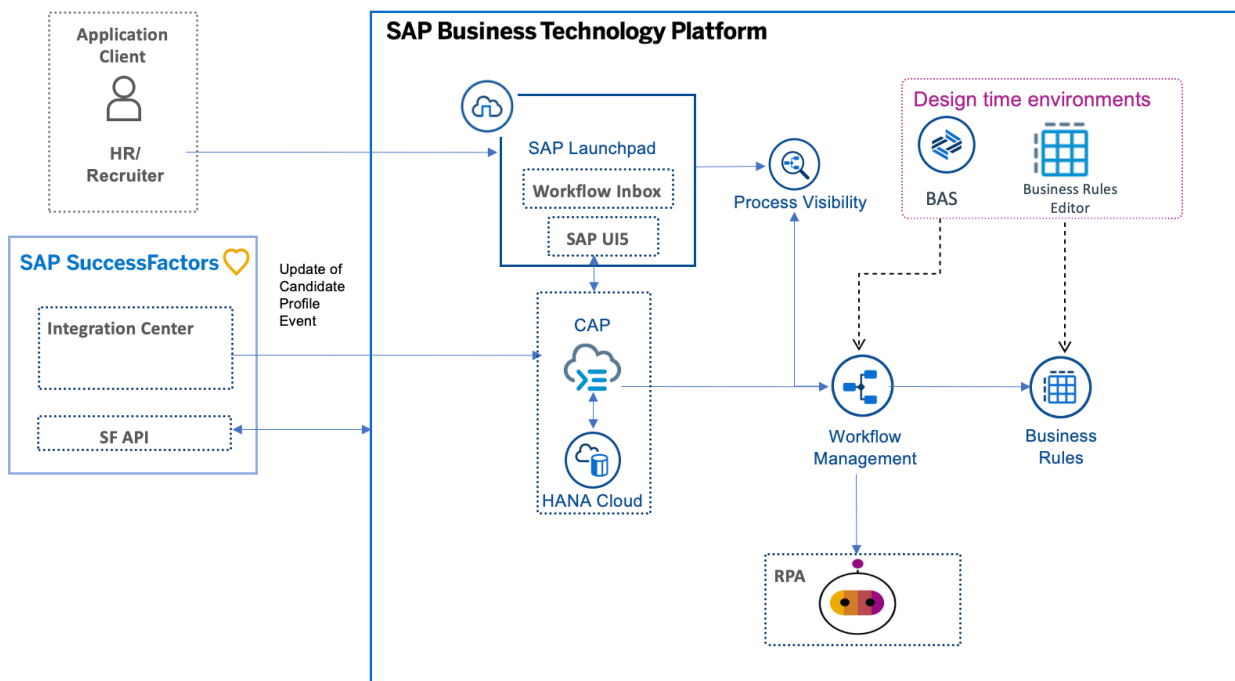 Application
Client
HR/
Recruiter
SAP Business Technology Platform
SAP Launchpad
Workflow Inbox
SAP UI5
Process Visibility
Design time environments
BAS
Business Rules
Editor
SAP SuccessFactors
Integration Center
SF API
Update of
Candidate
Profile
Event
CAP
HANA Cloud
Workflow
Management
Business
Rules
RPA